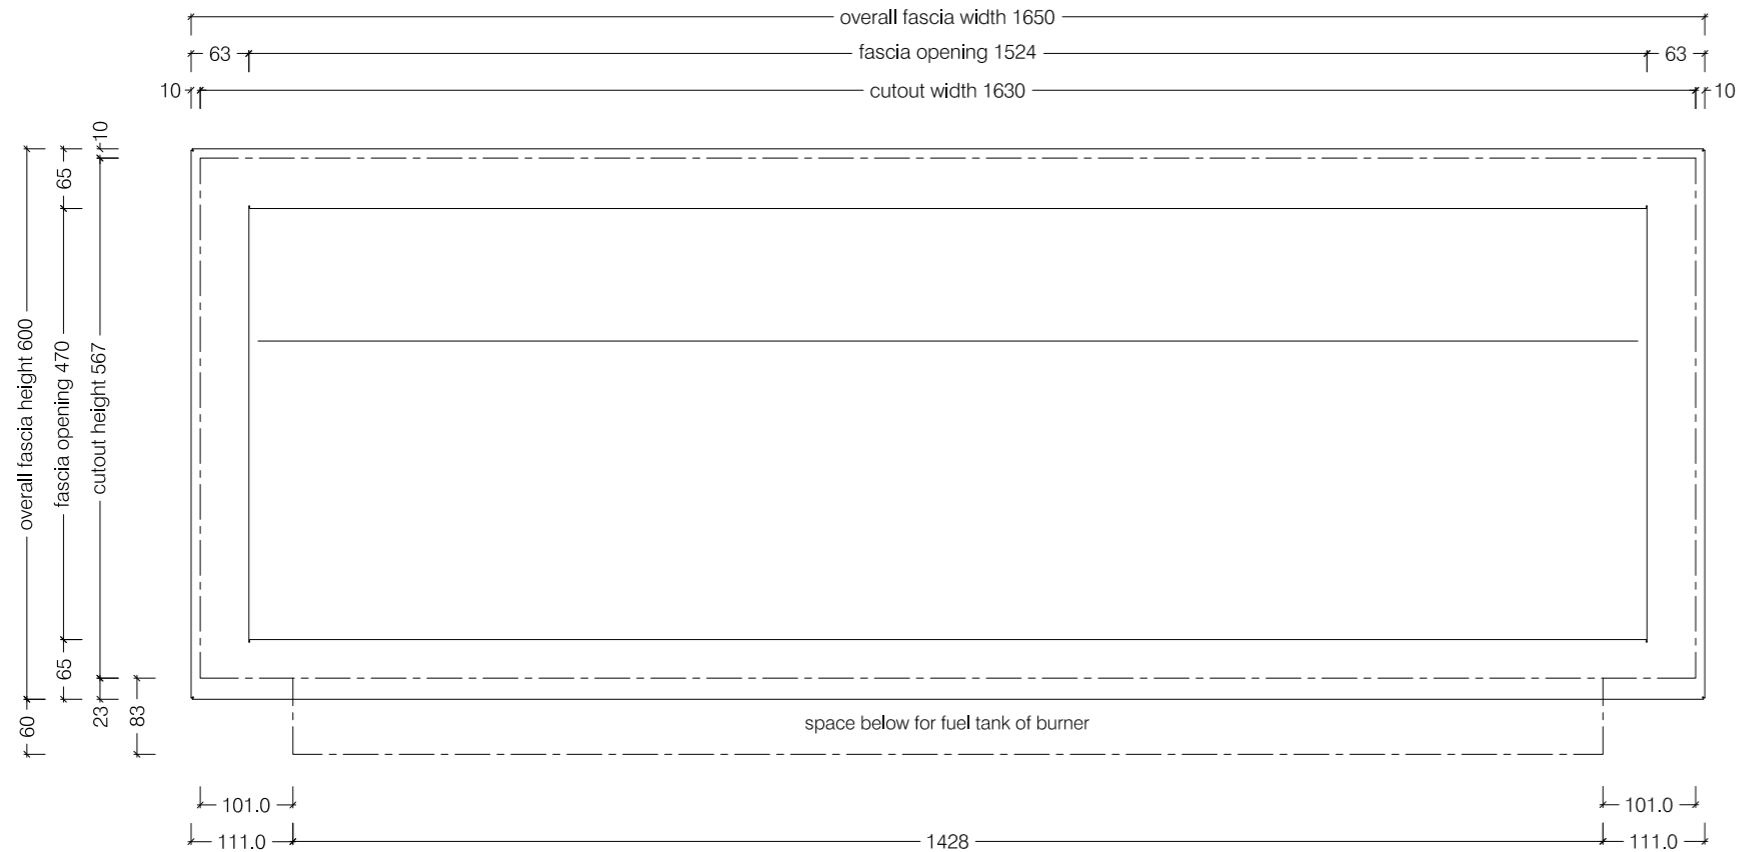 overall fascia width 1650
63
fascia opening 1524
63
10
cutout width 1630
10
overall fascia height 600
60
65
fascia opening 470
65
10
cutout height 567
23
83
space below for fuel tank of burner
101.0
101.0
111.0
1428
111.0